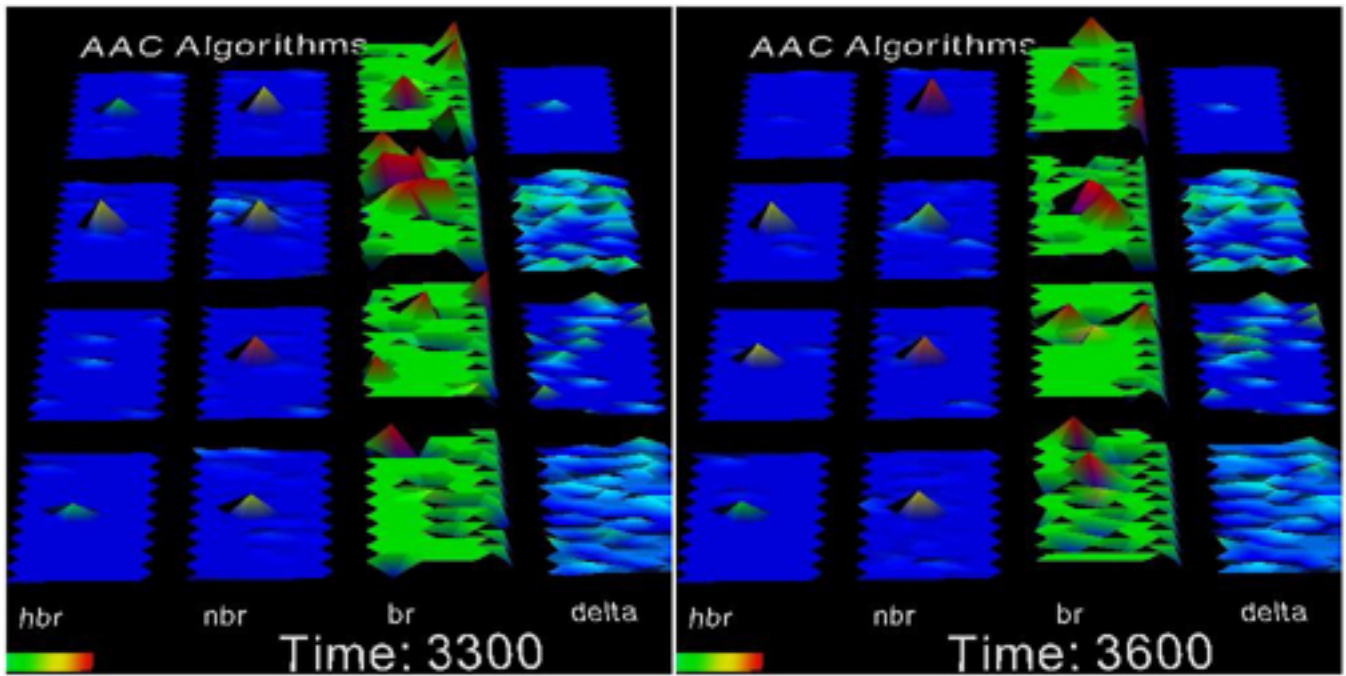 AAC Algorithms
hbr nbr br delta
Time: 3300
AAC Algorithms
hbr nbr br delta
Time: 3600